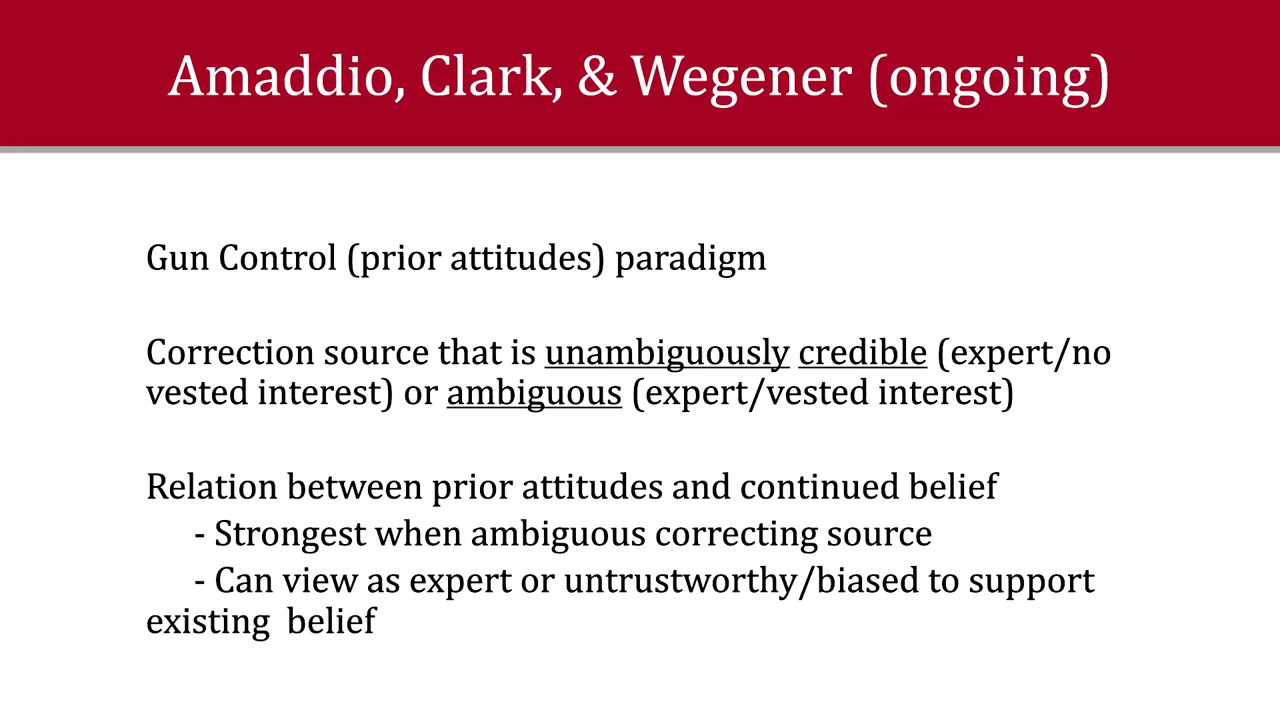 Amaddio, Clark, & Wegener (ongoing)
Gun Control (prior attitudes) paradigm
Correction source that is unambiguously credible (expert/no
vested interest) or ambiguous (expert/vested interest)
Relation between prior attitudes and continued belief
- Strongest when ambiguous correcting source
- Can view as expert or untrustworthy/biased to support
existing  belief